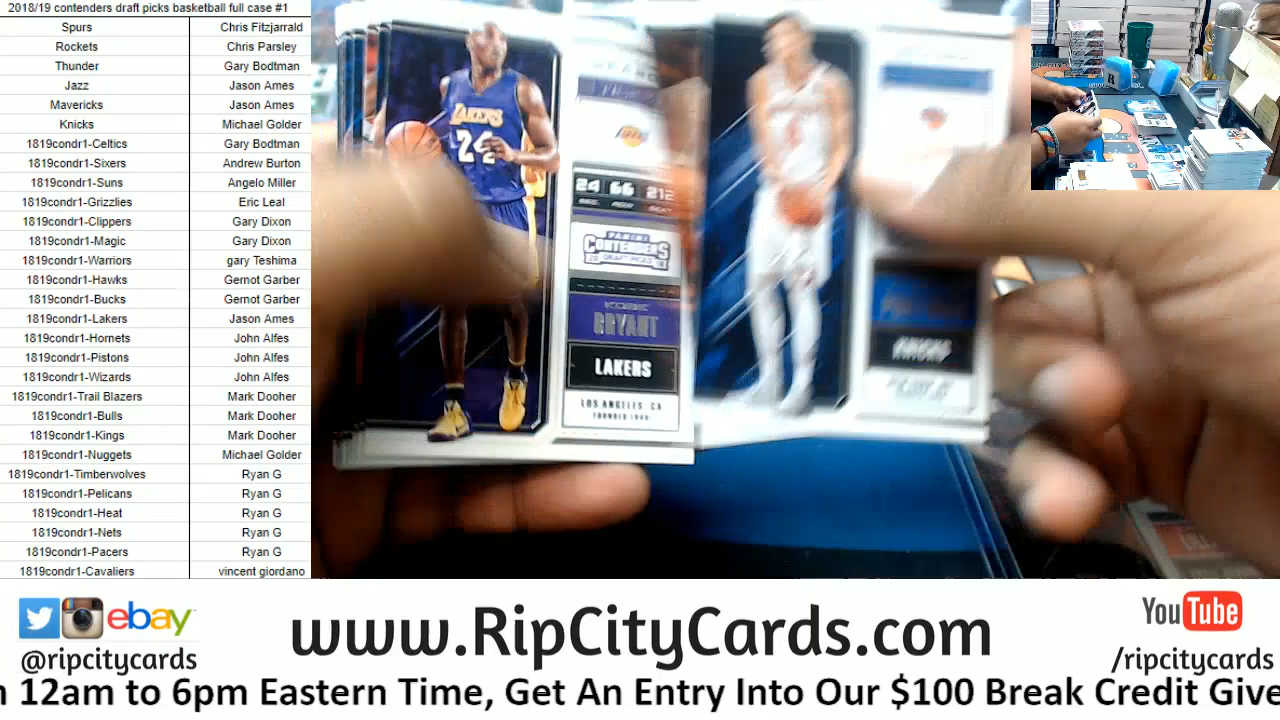 2018/19 contenders draft picks basketball full case #1
Spurs Chris Fitzjarrald
Rockets Chris Parsley
Thunder Gary Bodtman
Jazz Jason Ames
Mavericks Jason Ames
Knicks Michael Golder
1819condr1-Celtics Gary Bodtman
1819condr1-Sixers Andrew Burton
1819condr1-Suns Angelo Miller
1819condr1-Grizzlies Eric Leal
1819condr1-Clippers Gary Dixon
1819condr1-Magic Gary Dixon
1819condr1-Warriors gary Teshima
1819condr1-Hawks Gernot Garber
1819condr1-Bucks Gernot Garber
1819condr1-Lakers Jason Ames
1819condr1-Hornets John Alfes
1819condr1-Pistons John Alfes
1819condr1-Wizards John Alfes
1819condr1-Trail Blazers Mark Dooher
1819condr1-Bulls Mark Dooher
1819condr1-Kings Mark Dooher
1819condr1-Nuggets Michael Golder
1819condr1-Timberwolves Ryan G
1819condr1-Pelicans Ryan G
1819condr1-Heat Ryan G
1819condr1-Nets Ryan G
1819condr1-Pacers Ryan G
1819condr1-Cavaliers vincent giordano
LAKERS
24
24 66 212
PANINI
CONTENDERS
DRAFT PICKS
KOBE
BRYANT
LAKERS
LOS ANGELES, CA
ebay
@ripcitycards
www.RipCityCards.com
YouTube
/ripcitycards
12am to 6pm Eastern Time, Get An Entry Into Our $100 Break Credit Give